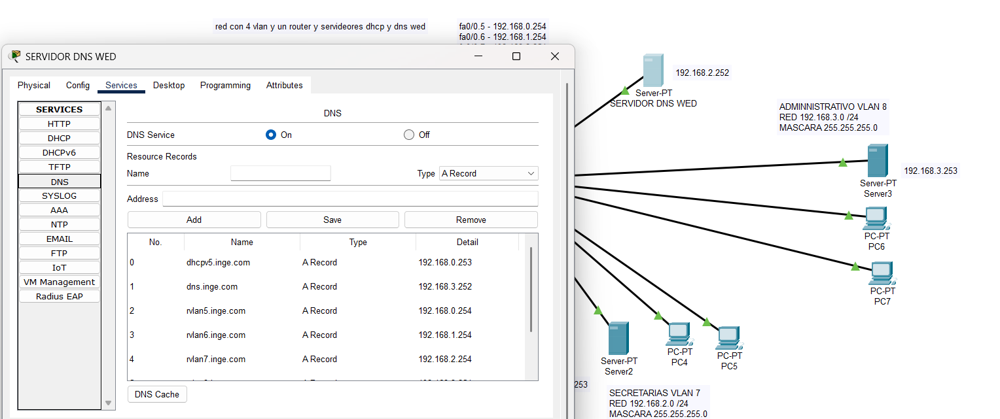 red con 4 vlan y un router y servideores dhcp y dns wed
fa0/0.5 - 192.168.0.254
fa0/0.6 - 192.168.1.254
SERVIDOR DNS WED
Physical Config Services Desktop Programming Attributes
SERVICES
HTTP
DHCP
DHCPv6
TFTP
DNS
SYSLOG
AAA
NTP
EMAIL
FTP
IoT
VM Management
Radius EAP
DNS
DNS Service On Off
Resource Records
Name Type A Record
Address
Add Save Remove
No. Name Type Detail
0 dhcpv5.inge.com A Record 192.168.0.253
1 dns.inge.com A Record 192.168.3.252
2 rvlan5.inge.com A Record 192.168.0.254
3 rvlan6.inge.com A Record 192.168.1.254
4 rvlan7.inge.com A Record 192.168.2.254
DNS Cache
192.168.2.252
Server-PT
SERVIDOR DNS WED
ADMINNISTRATIVO VLAN 8
RED 192.168.3.0 /24
MASCARA 255.255.255.0
192.168.3.253
Server-PT
Server3
PC-PT
PC6
PC-PT
PC7
Server-PT
Server2
PC-PT
PC4
PC-PT
PC5
253
SECRETARIAS VLAN 7
RED 192.168.2.0 /24
MASCARA 255.255.255.0